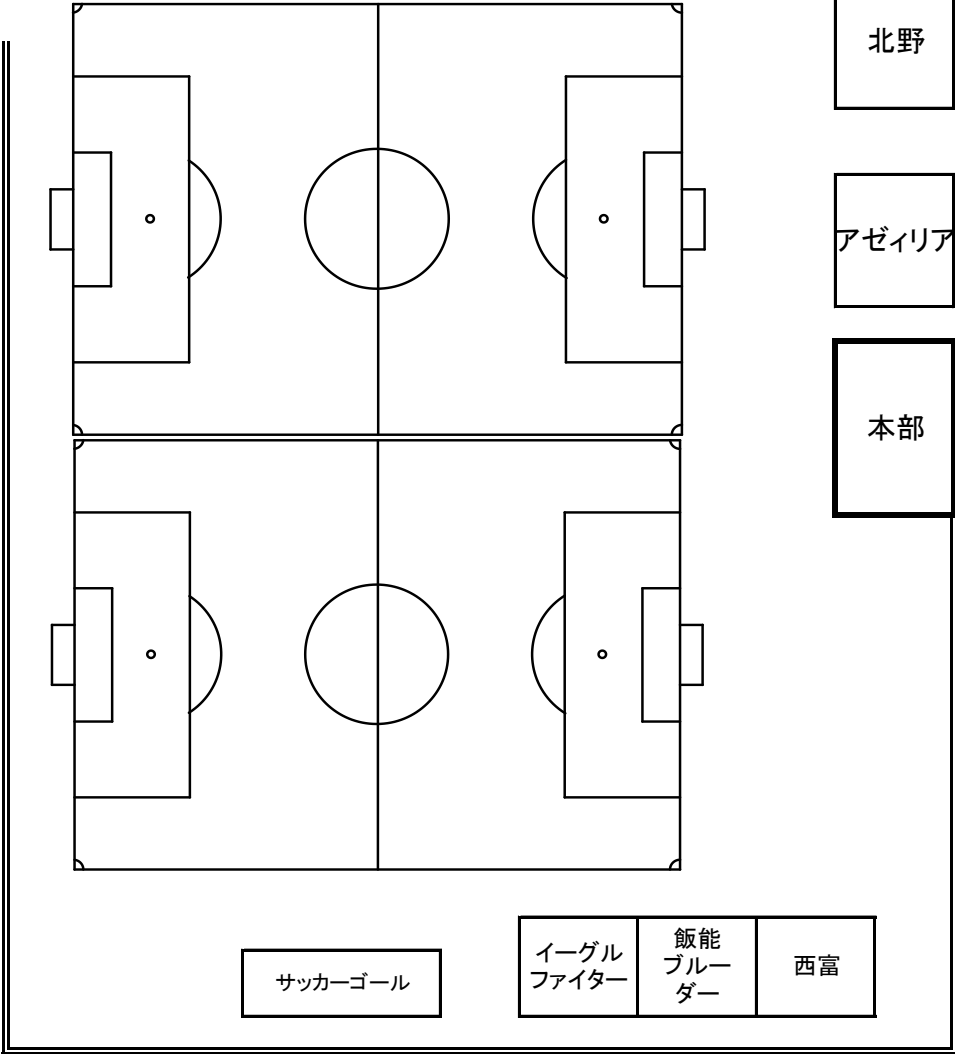 北野
アゼィリア
本部
サッカーゴール
イーグル
ファイター
飯能
ブルー
ダー
西富